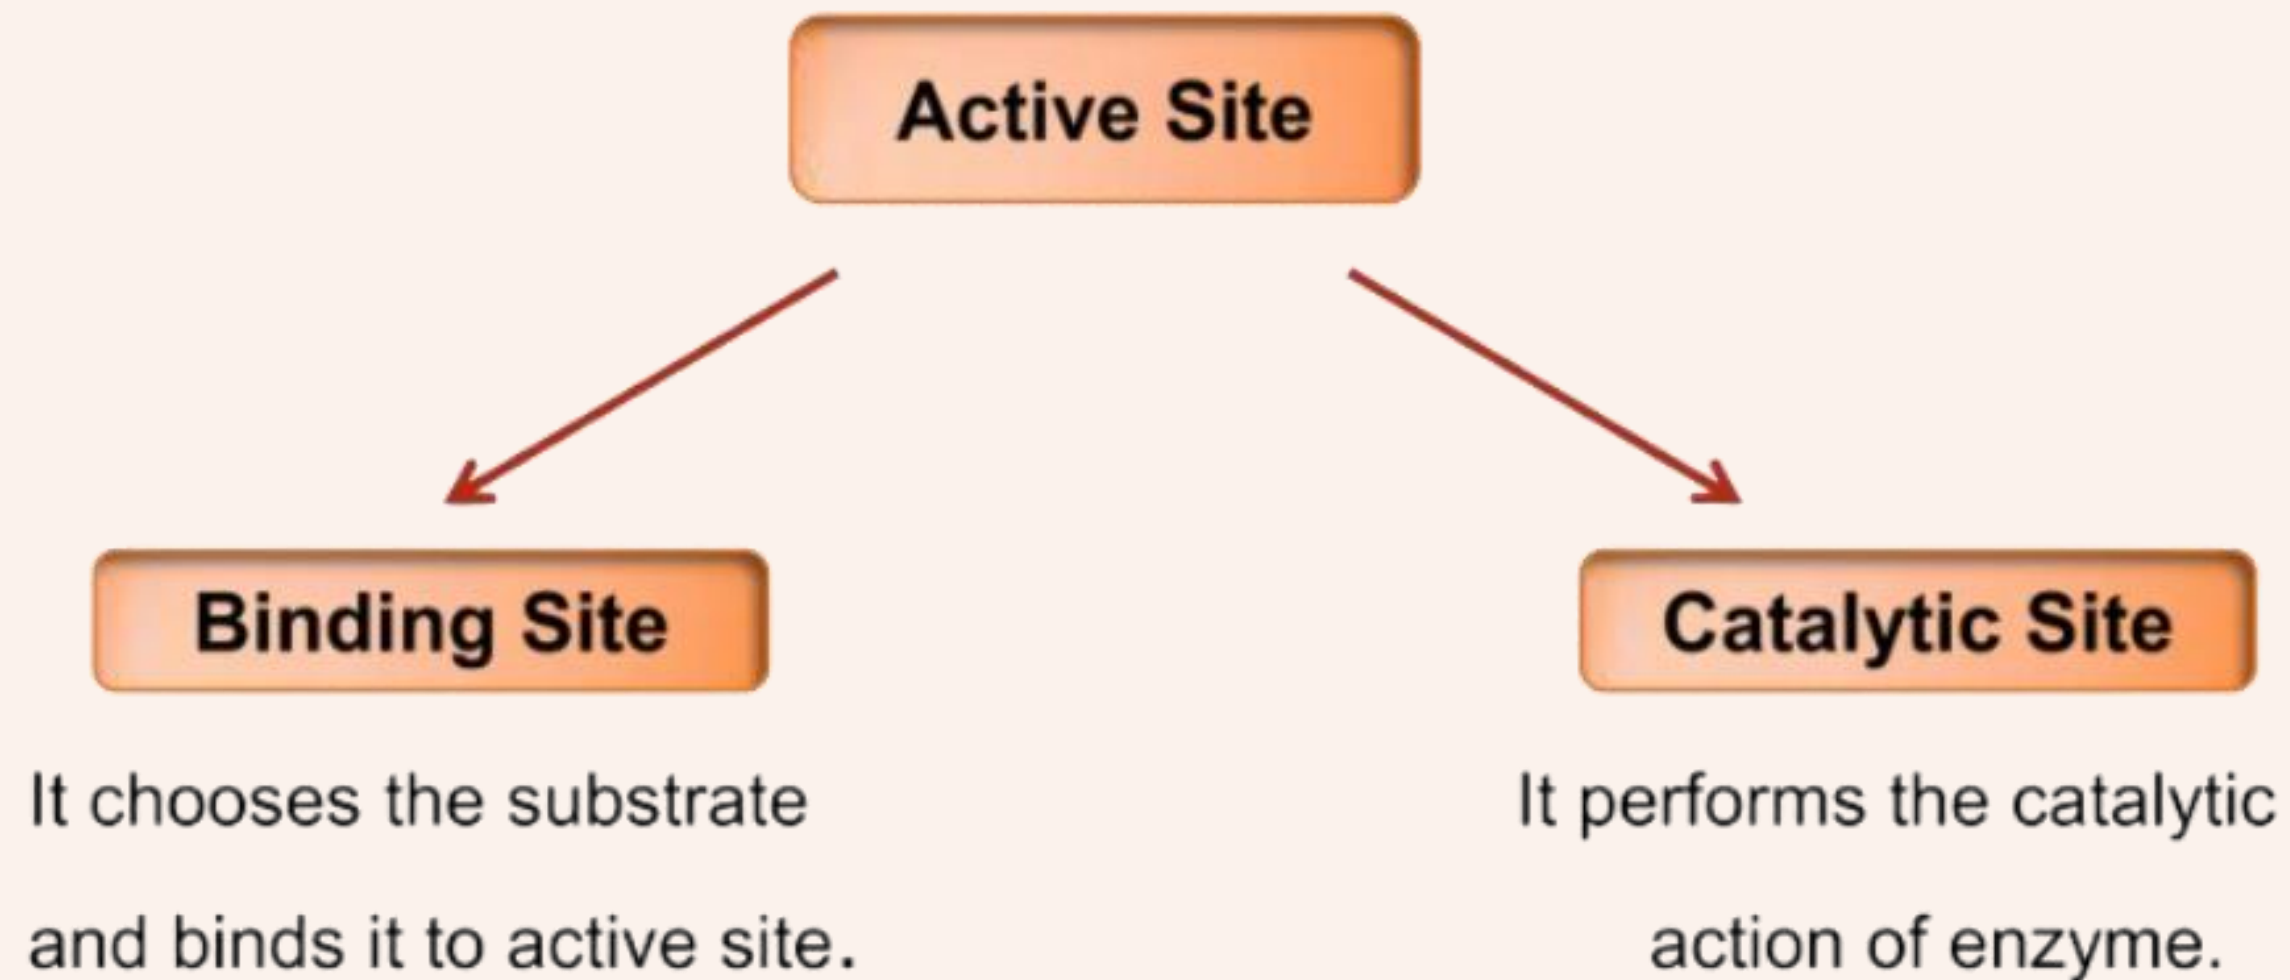 Active Site
Binding Site
Catalytic Site
It chooses the substrate
and binds it to active site.
It performs the catalytic
action of enzyme.